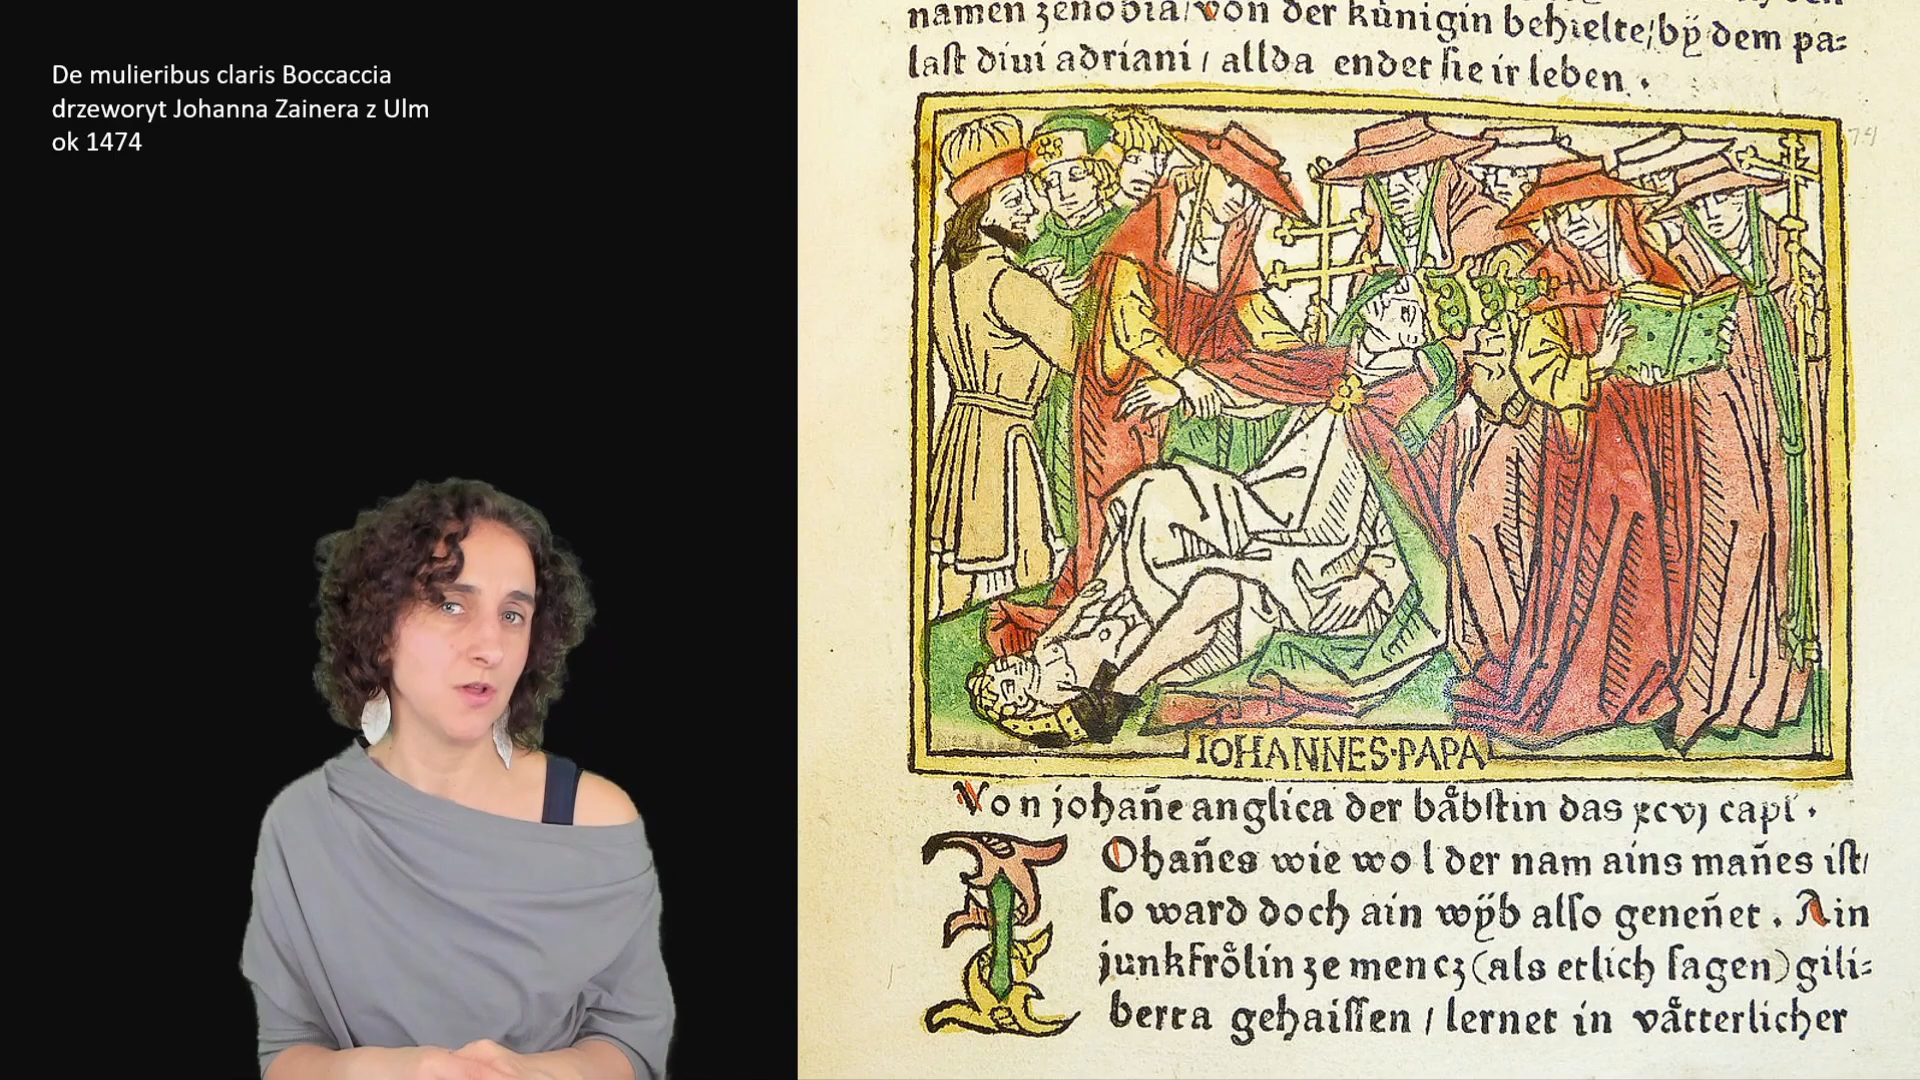 De mulieribus claris Boccaccia
drzeworyt Johanna Zainera z Ulm
ok 1474
namen zenobia/von der künigin behielte/bÿ dem pa⸗
laſt diui adriani / allda endet ſie ir leben .
IOHANNES·PAPA
Von johañe anglica der bäbſtin das xcvj capl .
IOhañes wie wol der nam ains mañes iſt/
ſo ward doch ain wÿb alſo geneñet . Ain
junkfrölin ze mencz (als etlich ſagen) gili⸗
berta gehaiſſen / lernet in vätterlicher